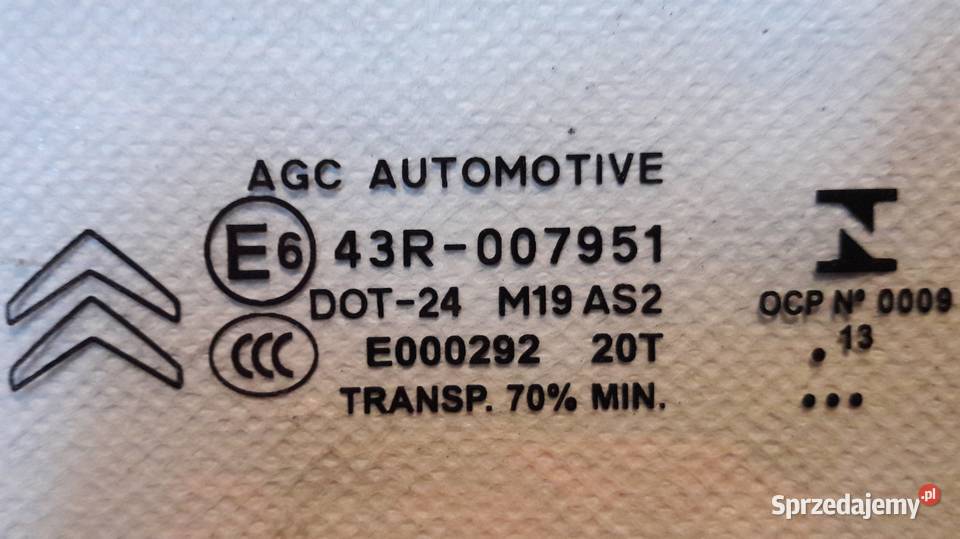 AGC AUTOMOTIVE
E6 43R-007951
DOT-24 M19 AS2
CCC E000292 20T
TRANSP. 70% MIN.
OCP Nº 0009
. 13
...
Sprzedajemy.pl